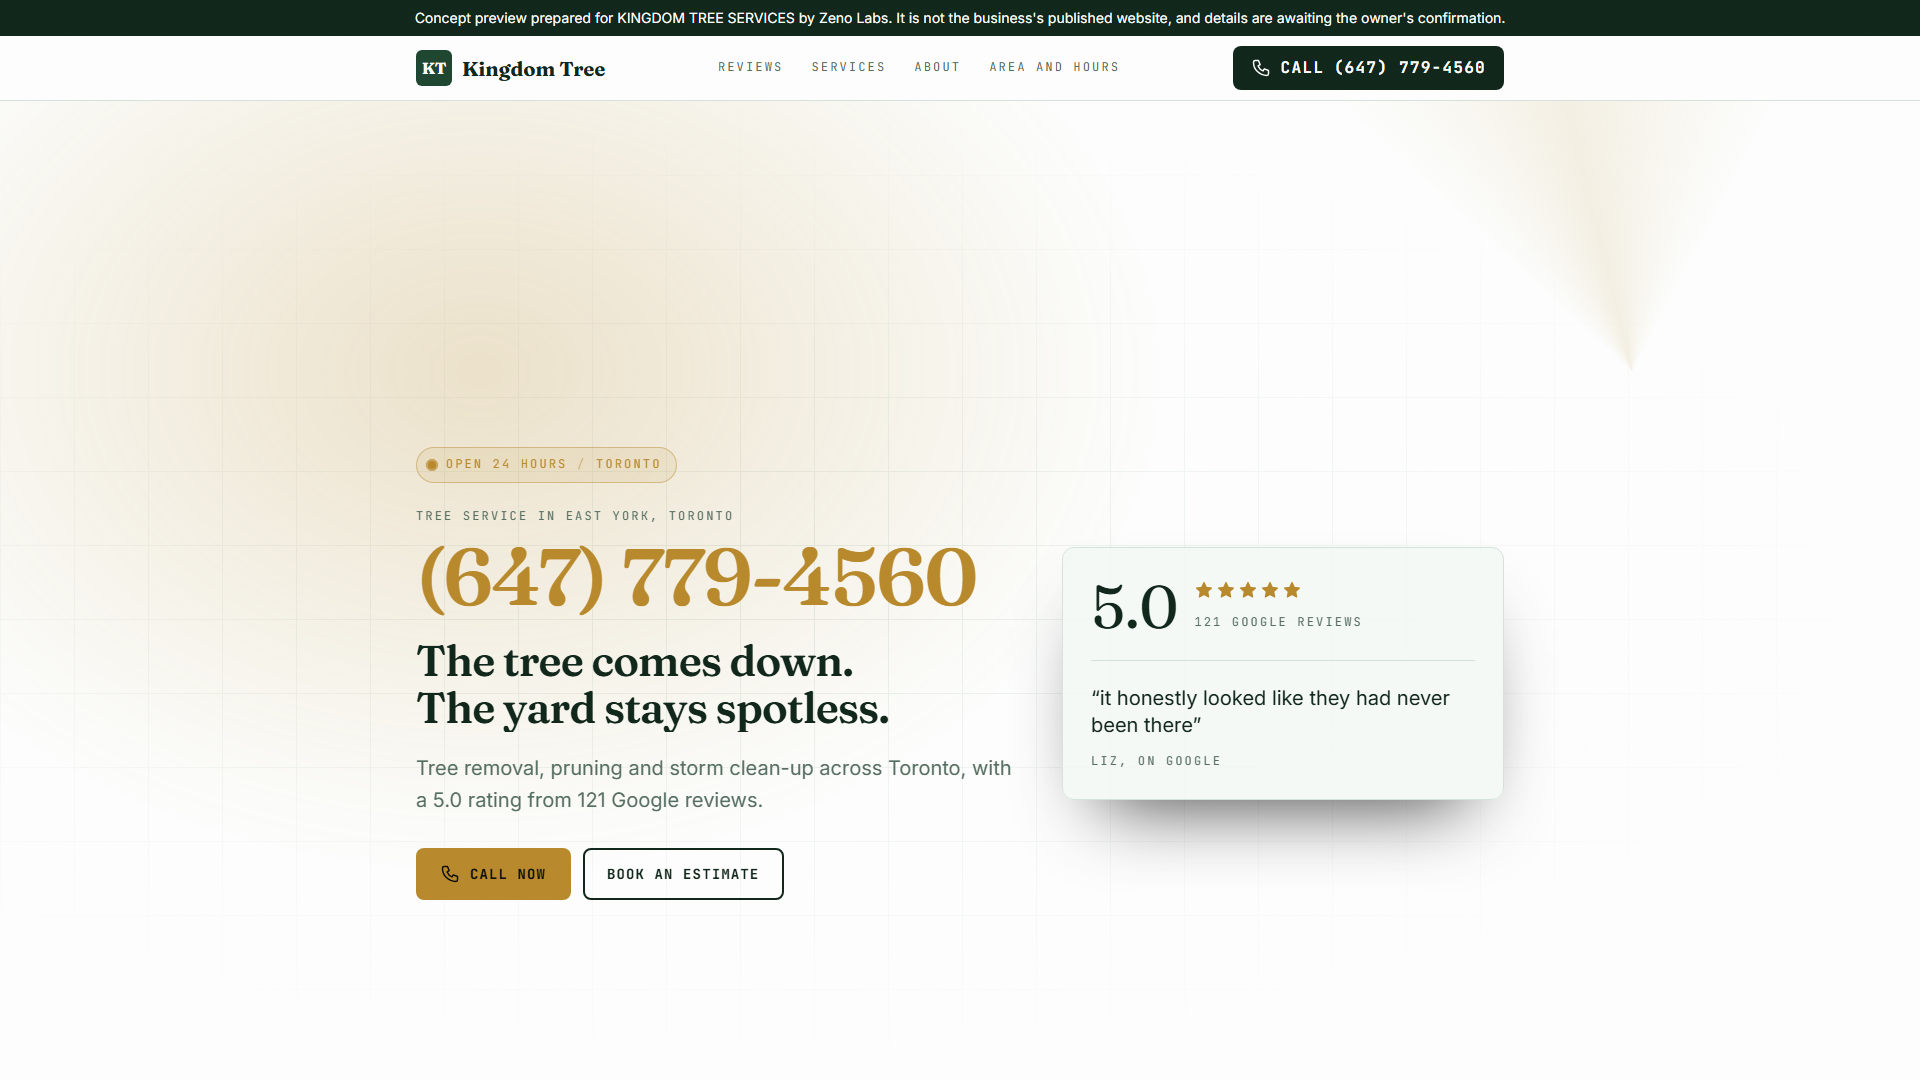 Concept preview prepared for KINGDOM TREE SERVICES by Zeno Labs. It is not the business's published website, and details are awaiting the owner's confirmation.
KT
Kingdom Tree
REVIEWS
SERVICES
ABOUT
AREA AND HOURS
CALL (647) 779-4560
OPEN 24 HOURS / TORONTO
TREE SERVICE IN EAST YORK, TORONTO
(647) 779-4560
The tree comes down.
The yard stays spotless.
Tree removal, pruning and storm clean-up across Toronto, with
a 5.0 rating from 121 Google reviews.
CALL NOW
BOOK AN ESTIMATE
5.0
121 GOOGLE REVIEWS
“it honestly looked like they had never
been there”
LIZ, ON GOOGLE